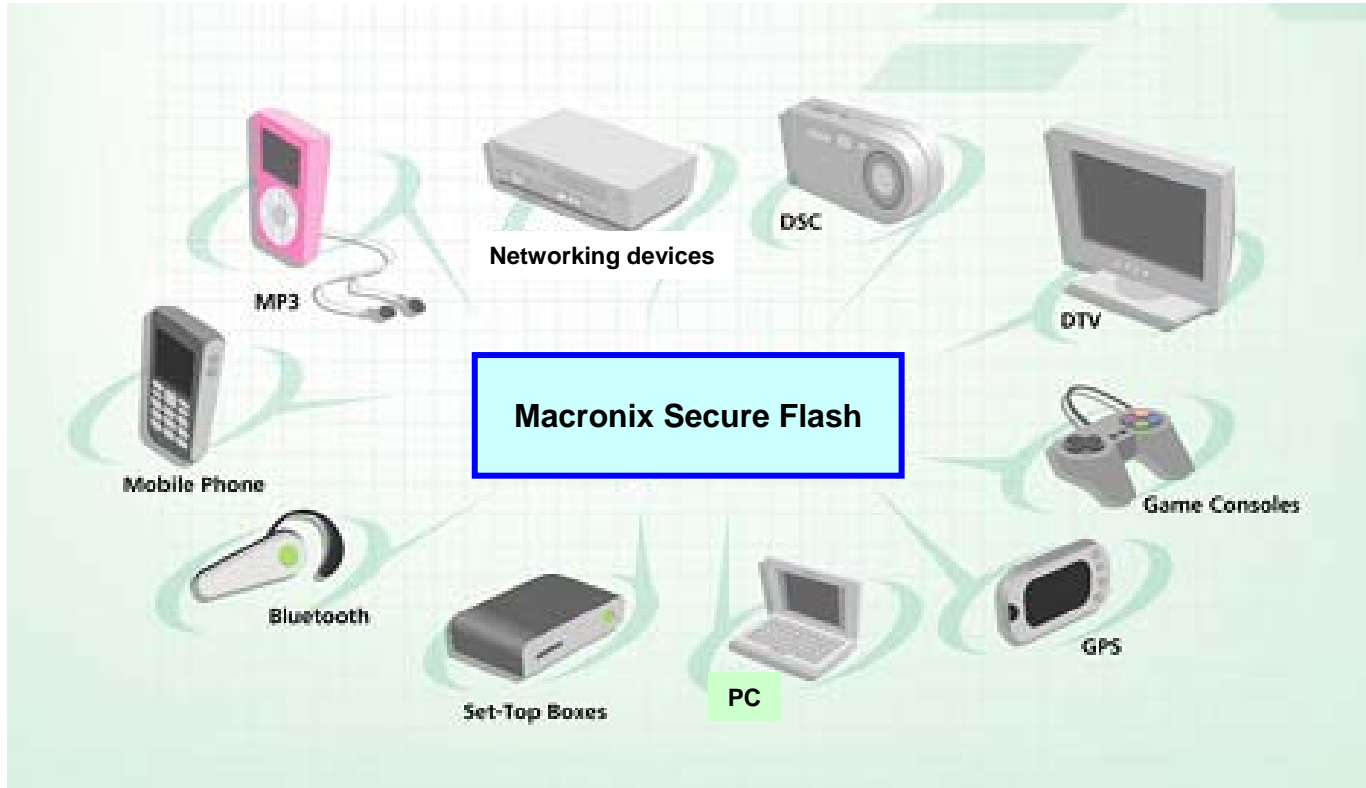 DSC
Networking devices
MP3
DTV
Macronix Secure Flash
Mobile Phone
Game Consoles
Bluetooth
GPS
PC
Set-Top Boxes